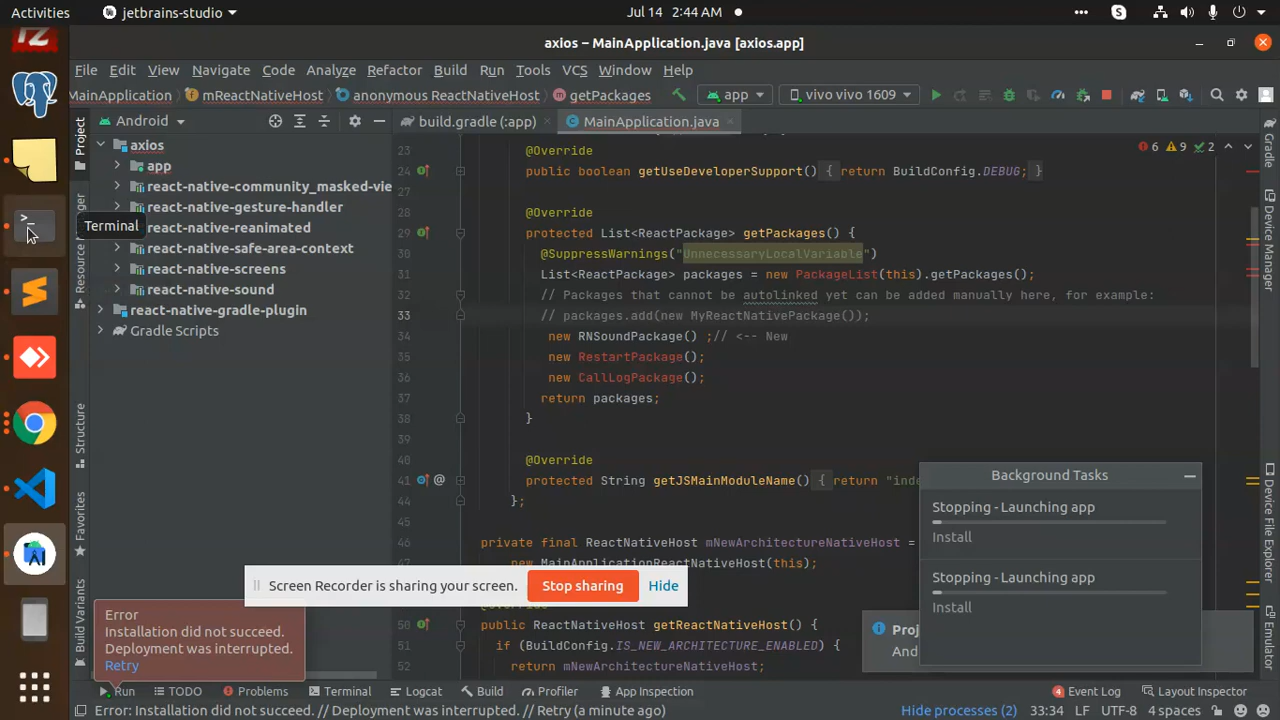 Activities
jetbrains-studio
Jul 14 2:44 AM
axios – MainApplication.java [axios.app]
File Edit View Navigate Code Analyze Refactor Build Run Tools VCS Window Help
MainApplication
mReactNativeHost
anonymous ReactNativeHost
getPackages
app
vivo vivo 1609
Project
Android
build.gradle (:app)
MainApplication.java
Gradle
axios
app
react-native-community_masked-vie
react-native-gesture-handler
react-native-reanimated
react-native-safe-area-context
react-native-screens
react-native-sound
react-native-gradle-plugin
Gradle Scripts
Terminal
Structure
Favorites
Build Variants
6 9 2
23 @Override
24 public boolean getUseDeveloperSupport() { return BuildConfig.DEBUG; }
27
28 @Override
29 protected List<ReactPackage> getPackages() {
30 @SuppressWarnings("UnnecessaryLocalVariable")
31 List<ReactPackage> packages = new PackageList(this).getPackages();
32 // Packages that cannot be autolinked yet can be added manually here, for example:
33 // packages.add(new MyReactNativePackage());
34 new RNSoundPackage() ;// <-- New
35 new RestartPackage();
36 new CallLogPackage();
37 return packages;
38 }
39
40 @Override
41 protected String getJSMainModuleName() { return "inde
44 };
45
46 private final ReactNativeHost mNewArchitectureNativeHost =
47 new MainApplicationReactNativeHost(this);
50 public ReactNativeHost getReactNativeHost() {
51 if (BuildConfig.IS_NEW_ARCHITECTURE_ENABLED) {
52 return mNewArchitectureNativeHost;
Device Manager
Device File Explorer
Emulator
Background Tasks
Stopping - Launching app
Install
Stopping - Launching app
Install
Screen Recorder is sharing your screen.
Stop sharing
Hide
Error
Installation did not succeed.
Deployment was interrupted.
Retry
Run
TODO
Problems
Terminal
Logcat
Build
Profiler
App Inspection
4 Event Log
Layout Inspector
Error: Installation did not succeed. // Deployment was interrupted. // Retry (a minute ago)
Hide processes (2)
33:34 LF UTF-8 4 spaces